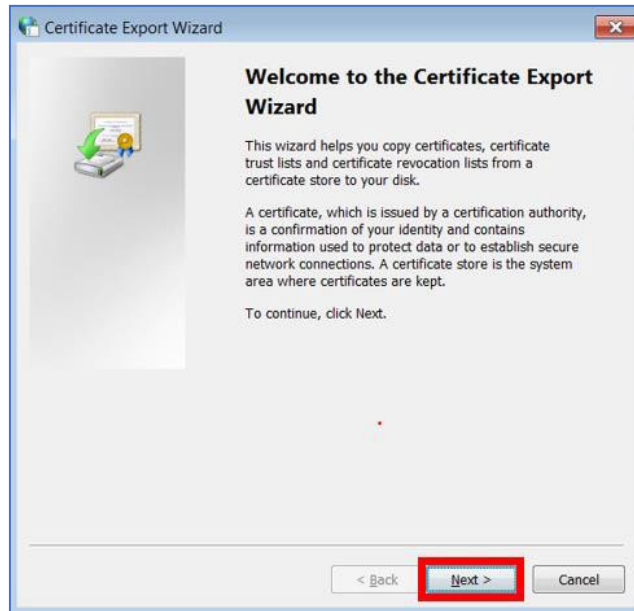 Certificate Export Wizard
Welcome to the Certificate Export
Wizard
This wizard helps you copy certificates, certificate
trust lists and certificate revocation lists from a
certificate store to your disk.
A certificate, which is issued by a certification authority,
is a confirmation of your identity and contains
information used to protect data or to establish secure
network connections. A certificate store is the system
area where certificates are kept.
To continue, click Next.
< Back Next > Cancel